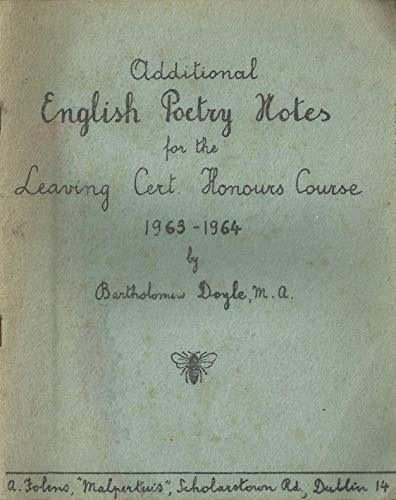 Additional
English Poetry Notes
for the
Leaving Cert. Honours Course
1963-1964
by
Bartholomew Doyle, M.A.
A. Folens, "Malpertuis", Scholarstown Rd., Dublin 14